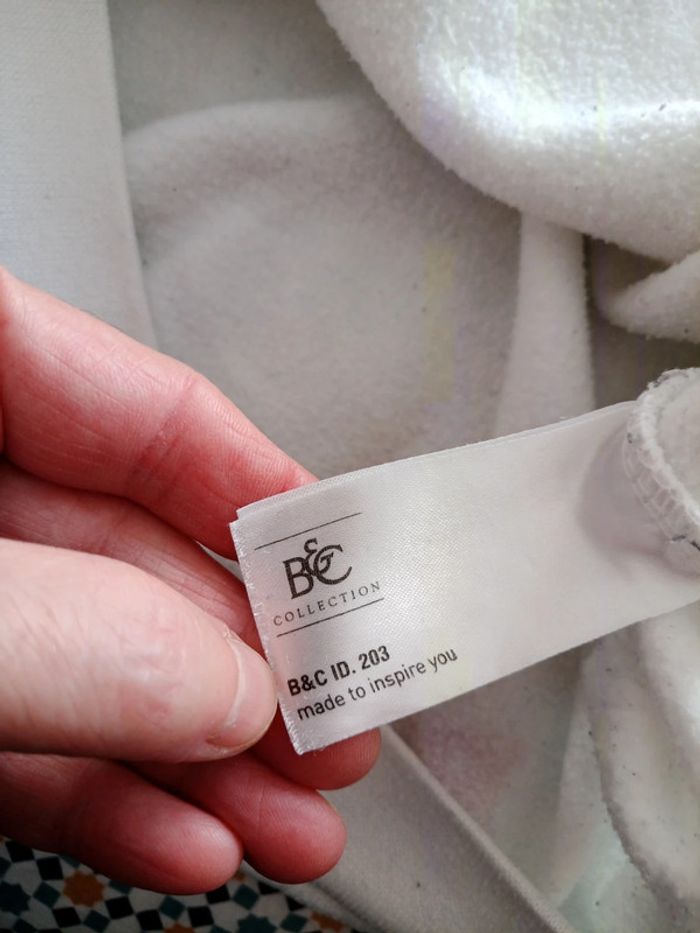 B&C
COLLECTION
B&C ID. 203
made to inspire you